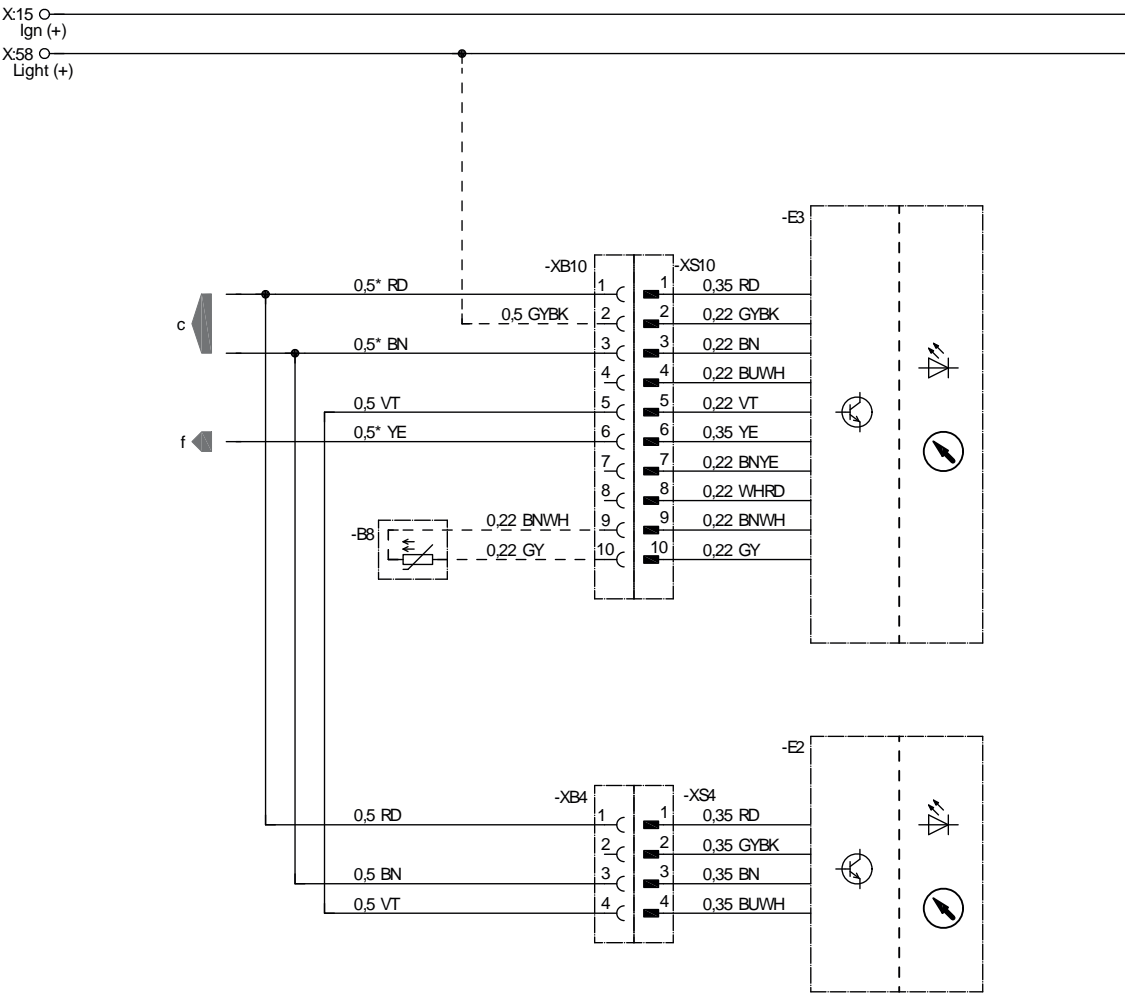 X:15
Ign (+)
X:58
Light (+)
-E3
-XB10 -XS10
0,5* RD 1 1 0,35 RD
0,5 GYBK 2 2 0,22 GYBK
c
0,5* BN 3 3 0,22 BN
4 4 0,22 BUWH
0,5 VT 5 5 0,22 VT
f 0,5* YE 6 6 0,35 YE
7 7 0,22 BNYE
8 8 0,22 WHRD
0,22 BNWH 9 9 0,22 BNWH
-B8
0,22 GY 10 10 0,22 GY
-E2
-XB4 -XS4
0,5 RD 1 1 0,35 RD
2 2 0,35 GYBK
0,5 BN 3 3 0,35 BN
0,5 VT 4 4 0,35 BUWH